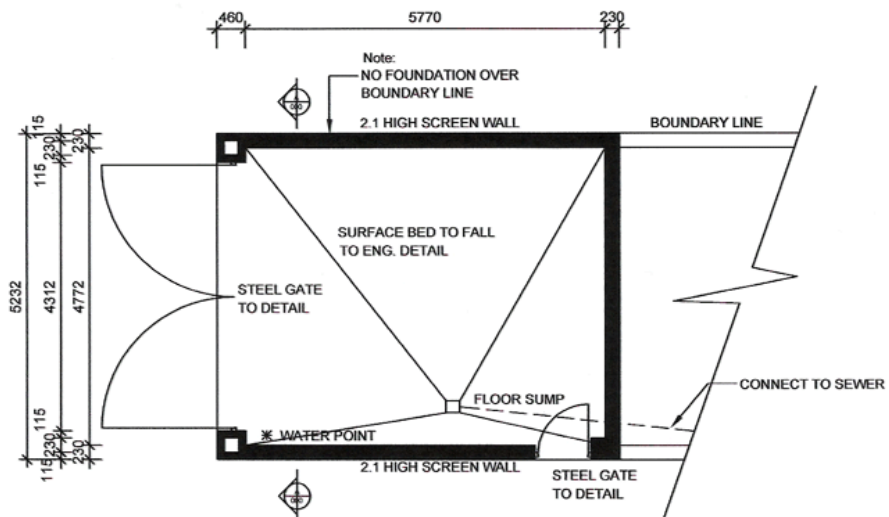 460
5770
230
Note:
NO FOUNDATION OVER
BOUNDARY LINE
2.1 HIGH SCREEN WALL
BOUNDARY LINE
115
230
115
230
SURFACE BED TO FALL
TO ENG. DETAIL
STEEL GATE
TO DETAIL
5232
4312
4772
FLOOR SUMP
CONNECT TO SEWER
WATER POINT
115
230
115
230
2.1 HIGH SCREEN WALL
STEEL GATE
TO DETAIL